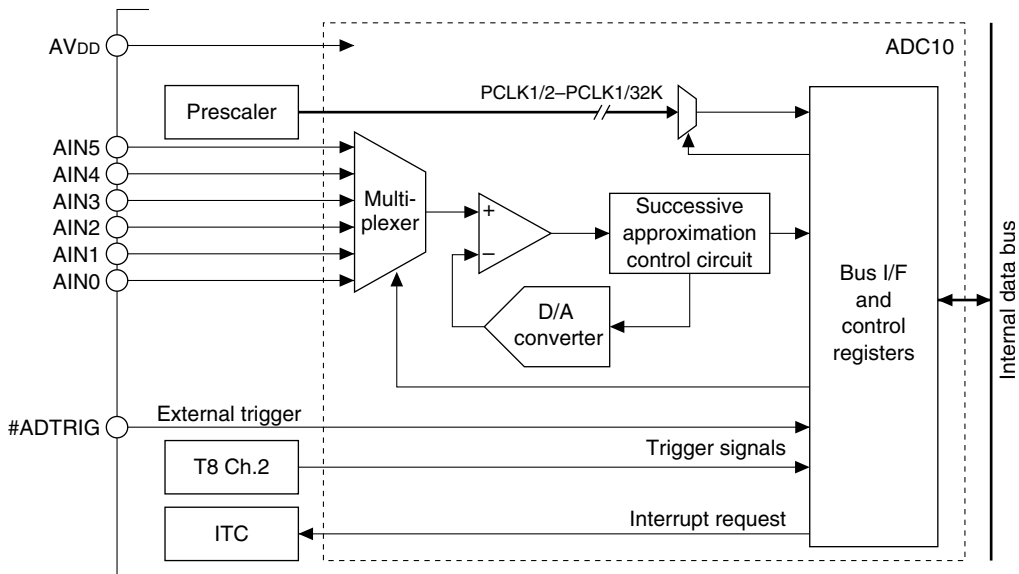 AVDD
ADC10
Prescaler
PCLK1/2–PCLK1/32K
AIN5
AIN4
AIN3
AIN2
AIN1
AIN0
Multi-
plexer
+
–
Successive
approximation
control circuit
D/A
converter
Bus I/F
and
control
registers
Internal data bus
#ADTRIG
External trigger
T8 Ch.2
Trigger signals
ITC
Interrupt request